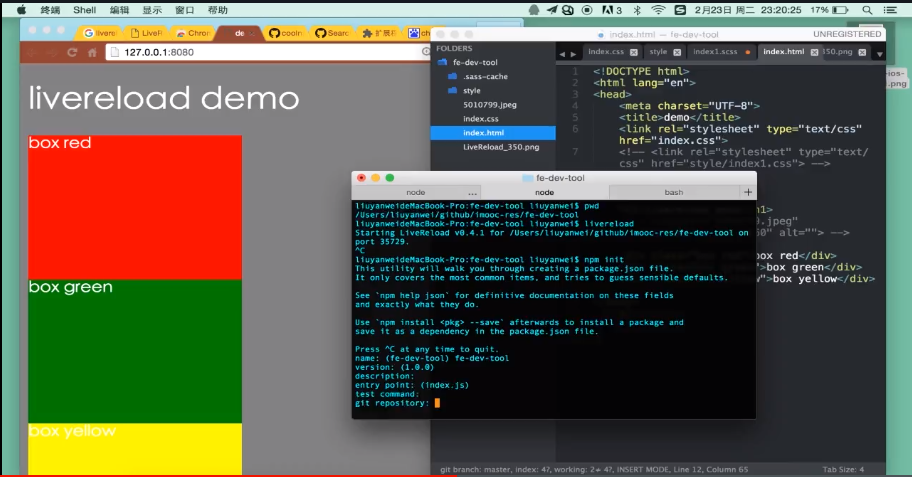 终端 Shell 编辑 显示 窗口 帮助
3
2月23日 周二 23:20:25 17%
livere
LiveR
Chron
de
cooln
Sean
扩展程
ch
127.0.0.1:8080
livereload demo
box red
box green
box yellow
index.html — fe-dev-tool
UNREGISTERED
FOLDERS
fe-dev-tool
.sass-cache
style
5010799.jpeg
index.css
index.html
LiveReload_350.png
index.css
style
index1.scss
index.html
350.png
1 <!DOCTYPE html>
2 <html lang="en">
3 <head>
4 <meta charset="UTF-8">
5 <title>demo</title>
6 <link rel="stylesheet" type="text/css"
href="index.css">
7 <!-- <link rel="stylesheet" type="text/
css" href="style/index1.css"> -->
h1>
.jpeg"
50" alt=""> -->
box red</div>
">box green</div>
w">box yellow</div>
ios-
.png
fe-dev-tool
node
node
bash
liuyanweideMacBook-Pro:fe-dev-tool liuyanwei$ pwd
/Users/liuyanwei/github/imooc-res/fe-dev-tool
liuyanweideMacBook-Pro:fe-dev-tool liuyanwei$ livereload
Starting LiveReload v0.4.1 for /Users/liuyanwei/github/imooc-res/fe-dev-tool on
port 35729.
^C
liuyanweideMacBook-Pro:fe-dev-tool liuyanwei$ npm init
This utility will walk you through creating a package.json file.
It only covers the most common items, and tries to guess sensible defaults.
See `npm help json` for definitive documentation on these fields
and exactly what they do.
Use `npm install <pkg> --save` afterwards to install a package and
save it as a dependency in the package.json file.
Press ^C at any time to quit.
name: (fe-dev-tool) fe-dev-tool
version: (1.0.0)
description:
entry point: (index.js)
test command:
git repository:
git branch: master, index: 4?, working: 2≠ 4?, INSERT MODE, Line 12, Column 65
Tab Size: 4